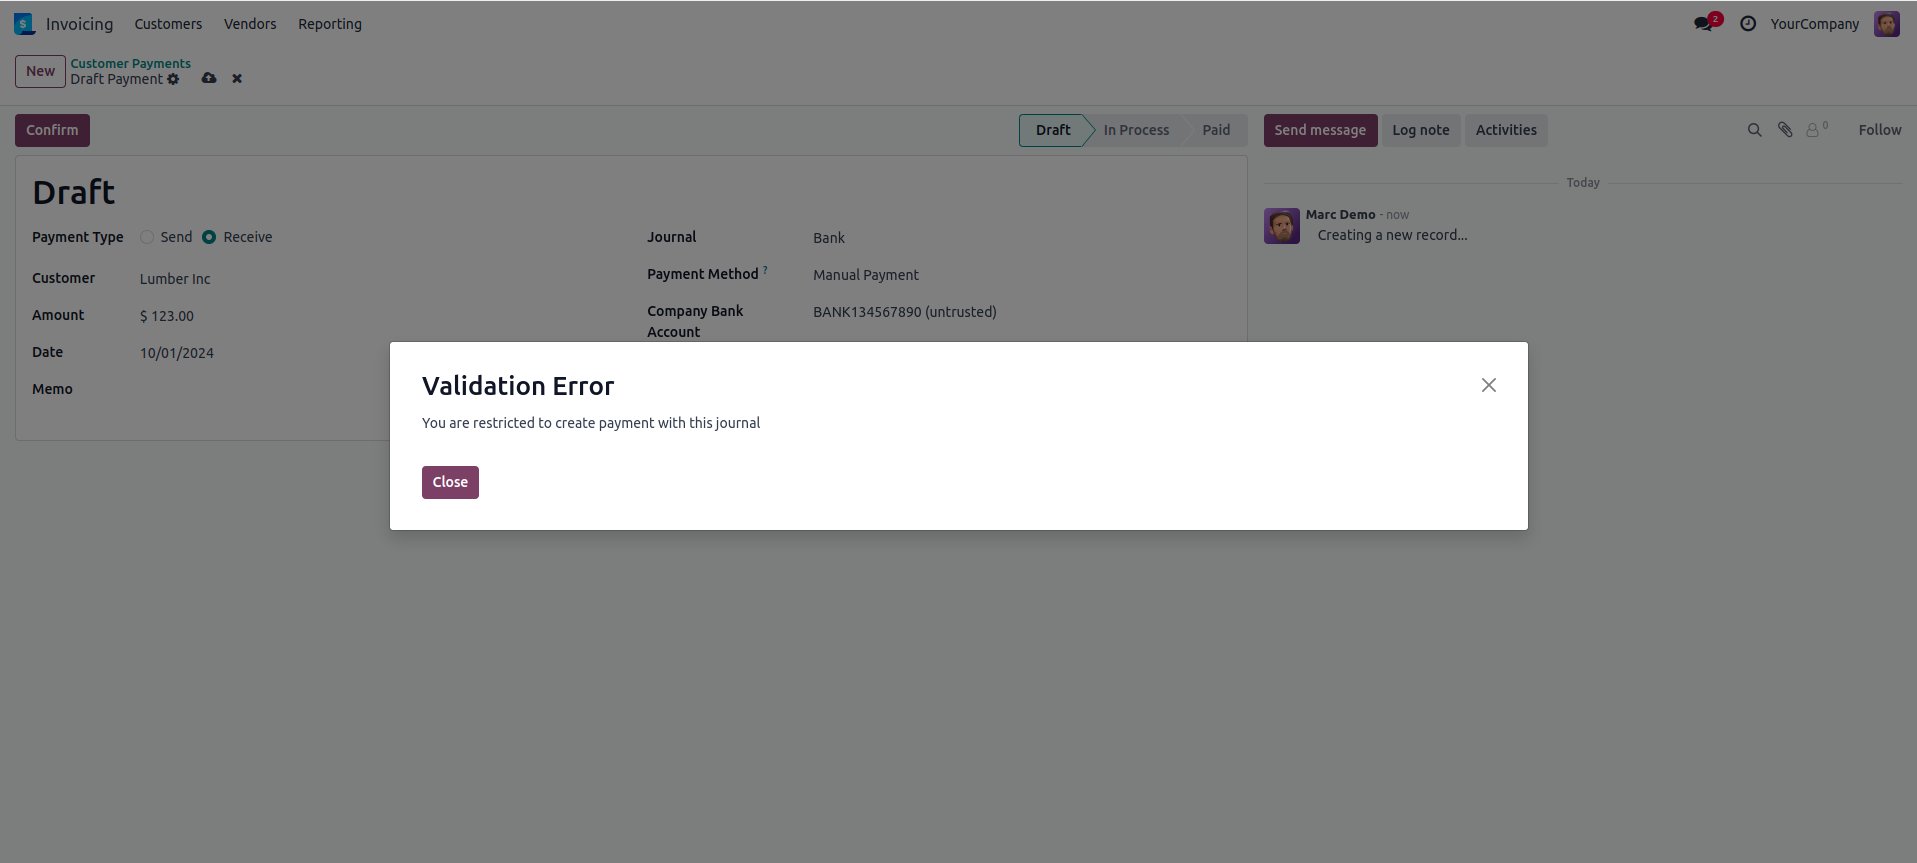 Invoicing Customers Vendors Reporting 2 YourCompany
New Customer Payments
Draft Payment
Confirm Draft In Process Paid Send message Log note Activities 0 Follow
Draft
Today
Payment Type Send Receive
Customer Lumber Inc
Amount $ 123.00
Date 10/01/2024
Memo
Journal Bank
Payment Method ? Manual Payment
Company Bank BANK134567890 (untrusted)
Account
Marc Demo - now
Creating a new record...
Validation Error
You are restricted to create payment with this journal
Close